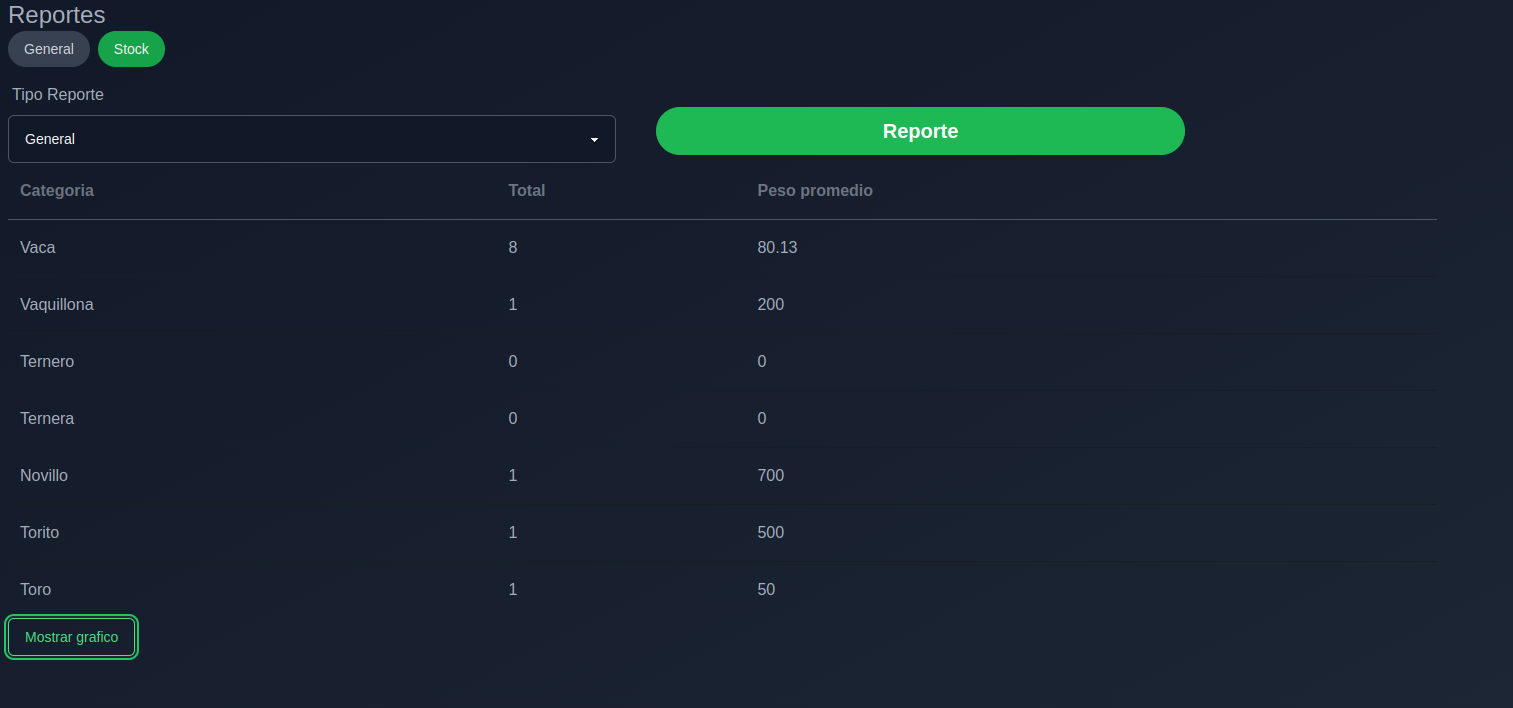 Reportes
General Stock
Tipo Reporte
General
Reporte
Categoria Total Peso promedio
Vaca 8 80.13
Vaquillona 1 200
Ternero 0 0
Ternera 0 0
Novillo 1 700
Torito 1 500
Toro 1 50
Mostrar grafico